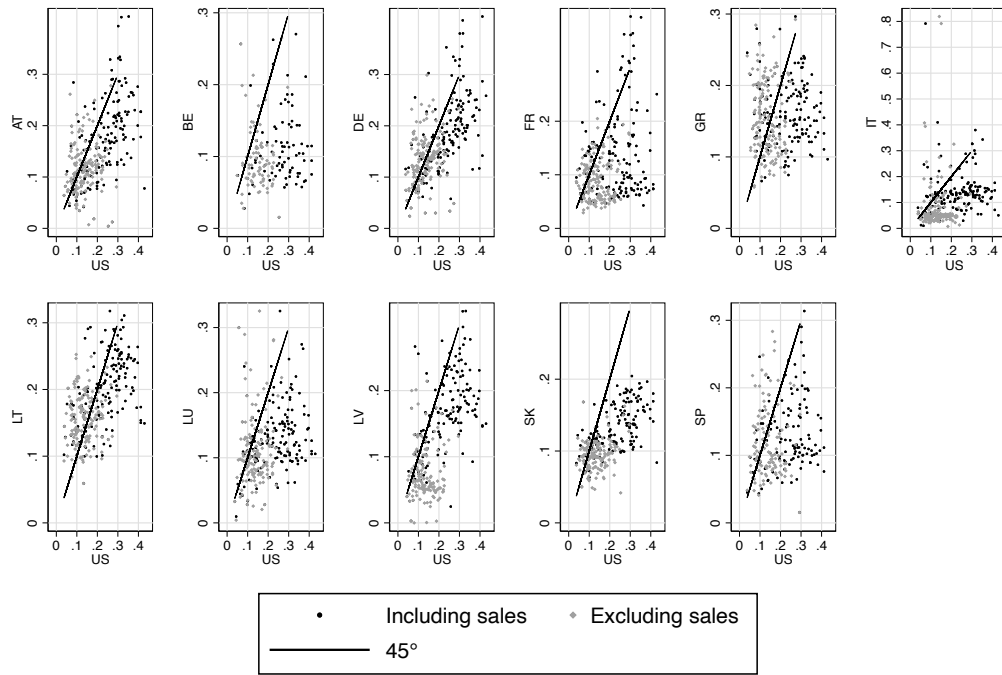 AT
.3
.2
.1
0
0 .1 .2 .3 .4
US
BE
.2
.1
0
0 .1 .2 .3 .4
US
DE
.3
.2
.1
0
0 .1 .2 .3 .4
US
FR
.2
.1
0
0 .1 .2 .3 .4
US
GR
.2
.1
0
0 .1 .2 .3 .4
US
IT
.8
.7
.6
.5
.4
.3
.2
.1
0
0 .1 .2 .3 .4
US
LT
.3
.2
.1
0
0 .1 .2 .3 .4
US
LU
.3
.2
.1
0
0 .1 .2 .3 .4
US
LV
.3
.2
.1
0
0 .1 .2 .3 .4
US
SK
.2
.1
0
0 .1 .2 .3 .4
US
SP
.3
.2
.1
0
0 .1 .2 .3 .4
US
Including sales
Excluding sales
45°